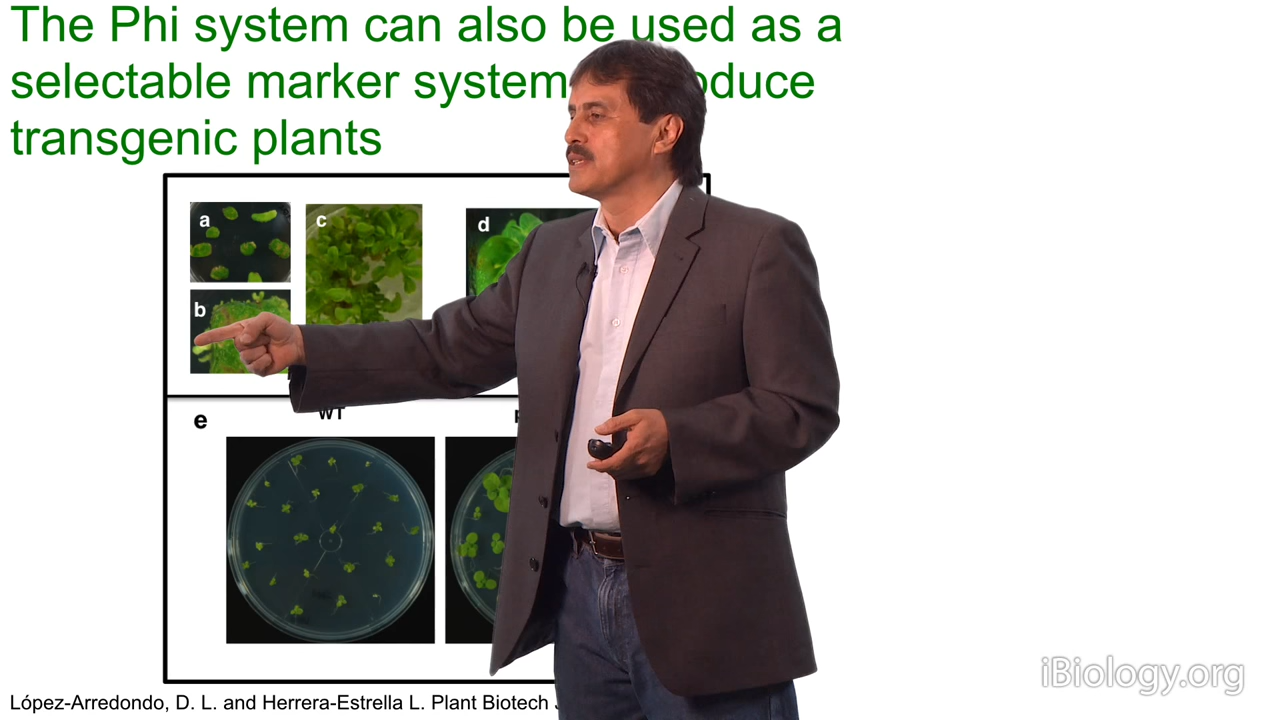 The Phi system can also be used as a
selectable marker system
transgenic plants
a
c
d
b
e
WT
López-Arredondo, D. L. and Herrera-Estrella L. Plant Biotech
iBiology.org